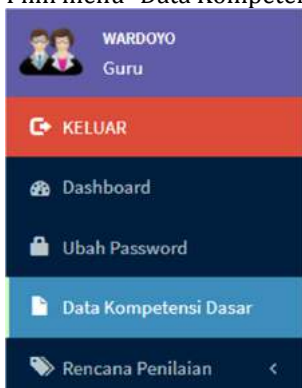 WARDOYO
Guru
KELUAR
Dashboard
Ubah Password
Data Kompetensi Dasar
Rencana Penilaian